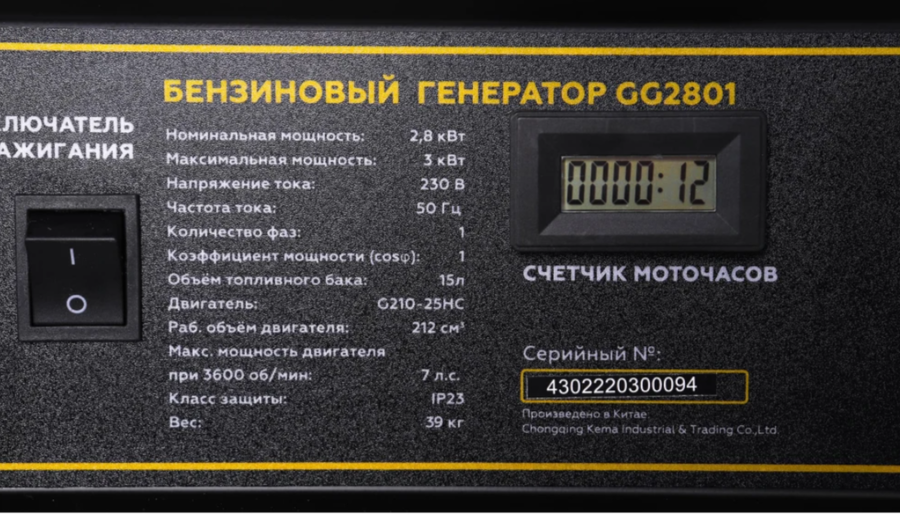 БЕНЗИНОВЫЙ ГЕНЕРАТОР GG2801
ЛЮЧАТЕЛЬ
АЖИГАНИЯ
I
O
Номинальная мощность: 2,8 кВт
Максимальная мощность: 3 кВт
Напряжение тока: 230 В
Частота тока: 50 Гц
Количество фаз: 1
Коэффициент мощности (cosφ): 1
Объём топливного бака: 15л
Двигатель: G210-25HC
Раб. объём двигателя: 212 см³
Макс. мощность двигателя
при 3600 об/мин: 7 л.с.
Класс защиты: IP23
Вес: 39 кг
0000:12
СЧЕТЧИК МОТОЧАСОВ
Серийный №:
4302220300094
Произведено в Китае
Chongqing Kema Industrial & Trading Co.,Ltd.